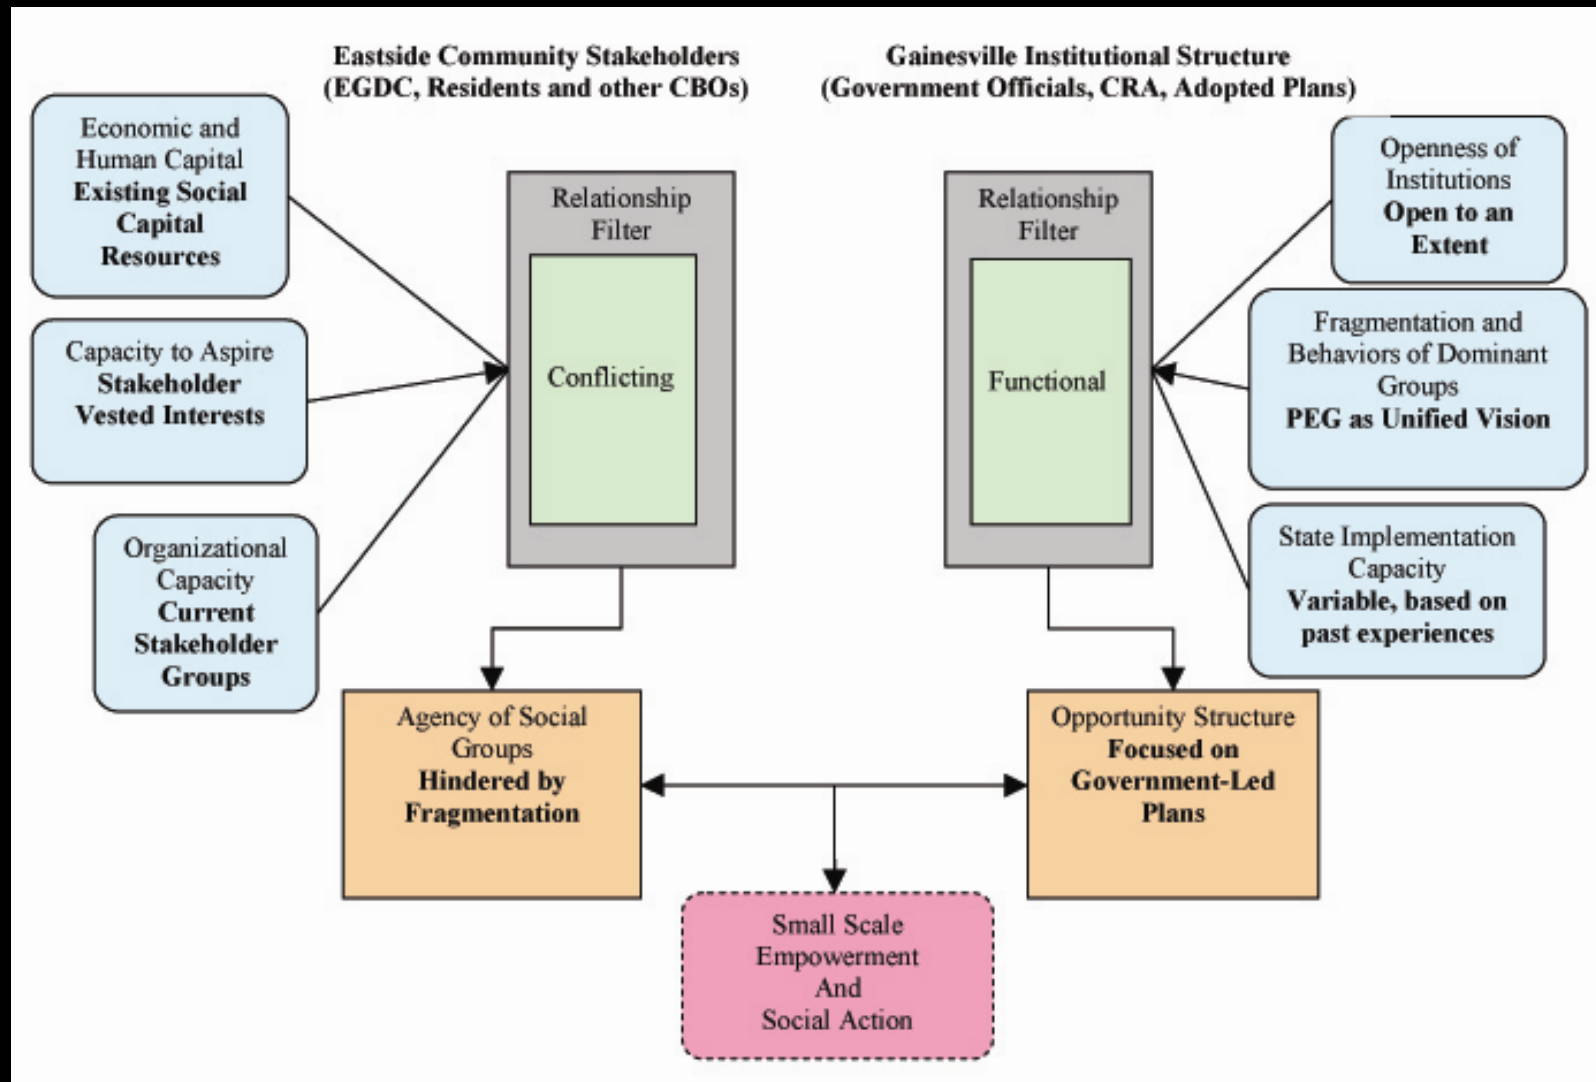 Eastside Community Stakeholders
(EGDC, Residents and other CBOs)
Gainesville Institutional Structure
(Government Officials, CRA, Adopted Plans)
Economic and
Human Capital
Existing Social
Capital
Resources
Capacity to Aspire
Stakeholder
Vested Interests
Organizational
Capacity
Current
Stakeholder
Groups
Relationship
Filter
Conflicting
Relationship
Filter
Functional
Openness of
Institutions
Open to an
Extent
Fragmentation and
Behaviors of Dominant
Groups
PEG as Unified Vision
State Implementation
Capacity
Variable, based on
past experiences
Agency of Social
Groups
Hindered by
Fragmentation
Opportunity Structure
Focused on
Government-Led
Plans
Small Scale
Empowerment
And
Social Action